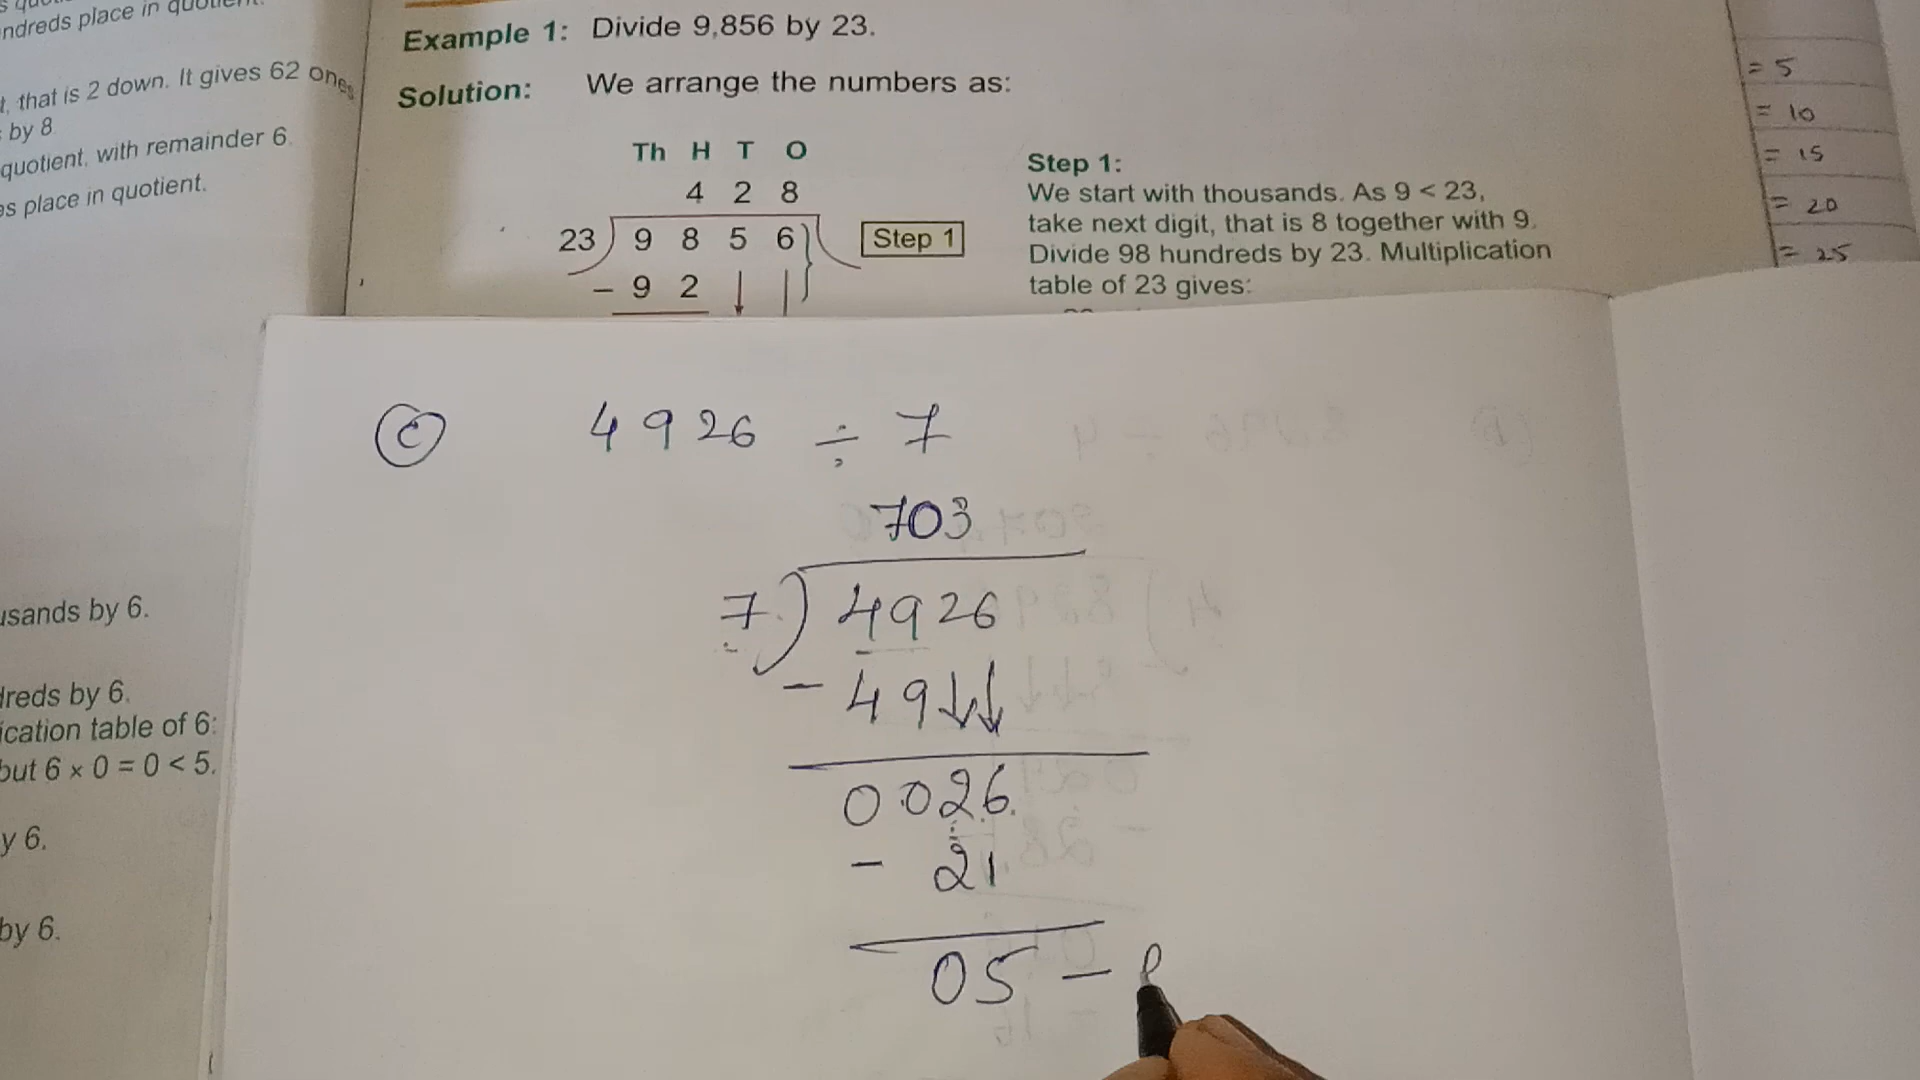 ndreds place in
t, that is 2 down. It gives 62 ones
by 8
quotient, with remainder 6.
es place in quotient.
usands by 6.
dreds by 6.
ication table of 6:
but 6 × 0 = 0 < 5.
y 6.
by 6.
Example 1: Divide 9,856 by 23.
Solution: We arrange the numbers as:
Th H T O
4 2 8
23 ) 9 8 5 6
− 9 2
Step 1
Step 1:
We start with thousands. As 9 < 23,
take next digit, that is 8 together with 9.
Divide 98 hundreds by 23. Multiplication
table of 23 gives:
= 5
= 10
= 15
= 20
= 25
(c) 4926 ÷ 7
703
7 ) 4926
− 49↓↓
0026
− 21
05 –